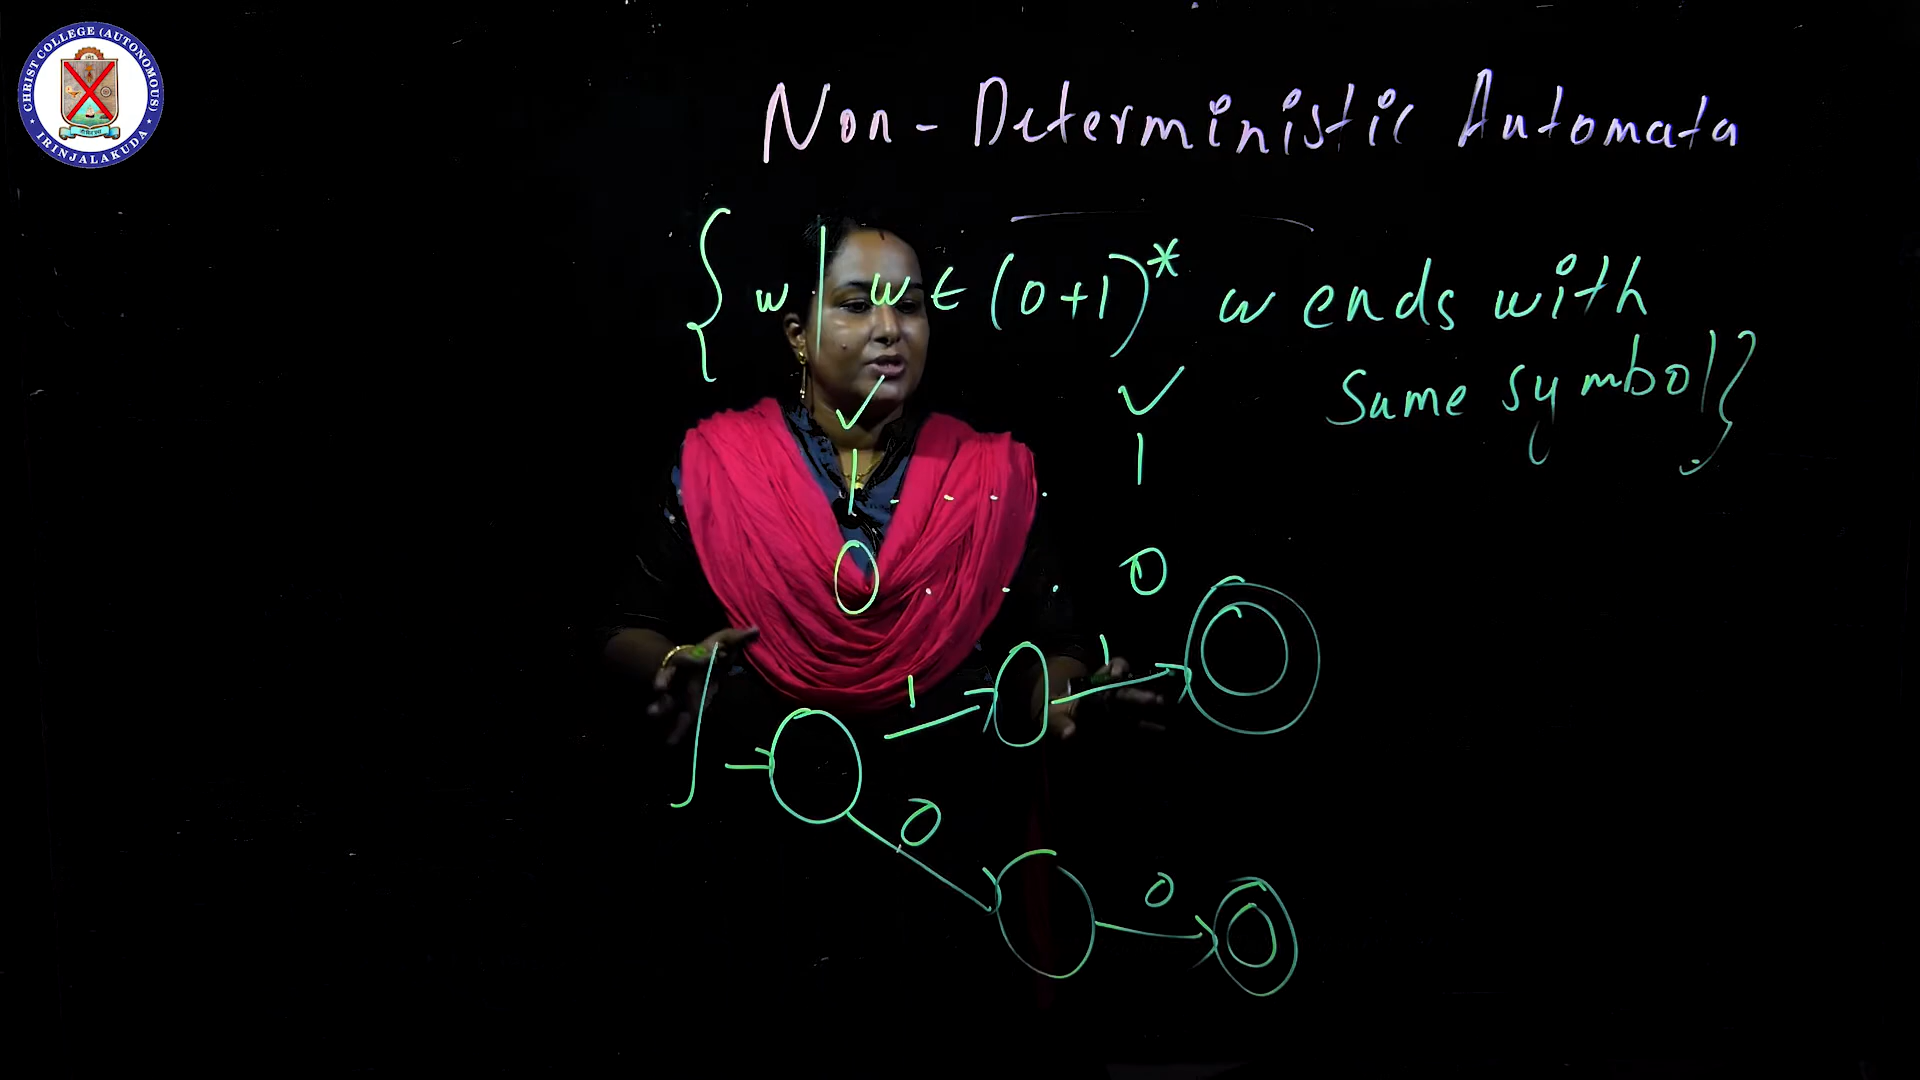 CHRIST COLLEGE (AUTONOMOUS)
IRINJALAKUDA
Non-Deterministic Automata
{ w | w ∈ (0+1)* w ends with
same symbol }
✓ ✓
1 . . . . 1
0 . . . 0
1 1
0 0